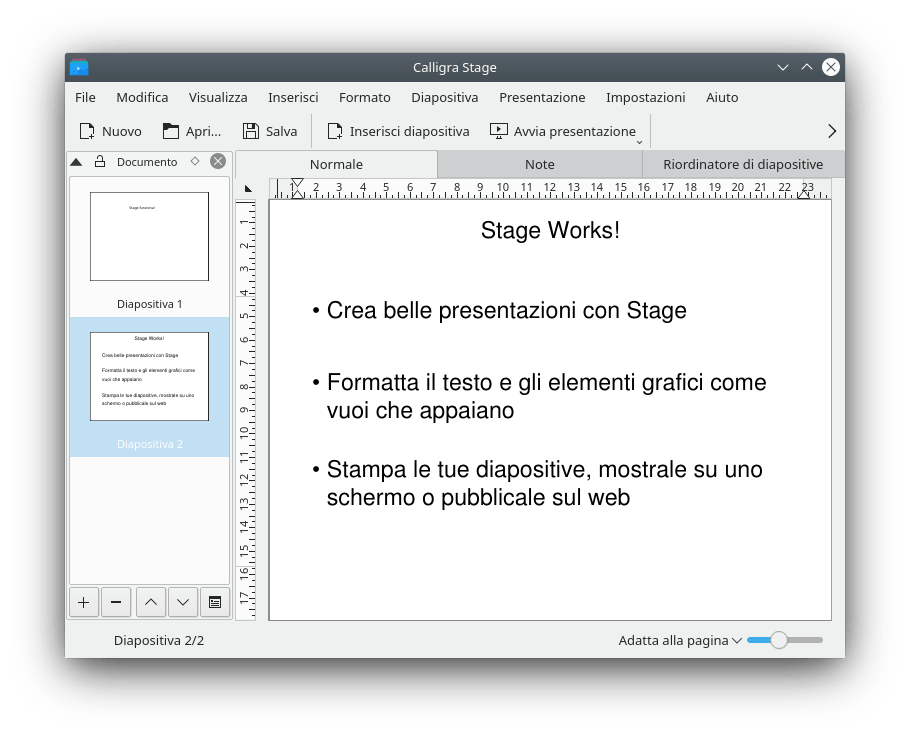 Calligra Stage
File Modifica Visualizza Inserisci Formato Diapositiva Presentazione Impostazioni Aiuto
Nuovo Apri... Salva Inserisci diapositiva Avvia presentazione
Documento
Normale Note Riordinatore di diapositive
1 2 3 4 5 6 7 8 9 10 11 12 13 14 15 16 17 18 19 20 21 22 23
1 2 3 4 5 6 7 8 9 10 11 12 13 14 15 16 17
Stage funziona!
Diapositiva 1
Stage Works!
Crea belle presentazioni con Stage
Formatta il testo e gli elementi grafici come
vuoi che appaiano
Stampa le tue diapositive, mostrale su uno
schermo o pubblicale sul web
Diapositiva 2
Stage Works!
• Crea belle presentazioni con Stage
• Formatta il testo e gli elementi grafici come
vuoi che appaiano
• Stampa le tue diapositive, mostrale su uno
schermo o pubblicale sul web
Diapositiva 2/2
Adatta alla pagina